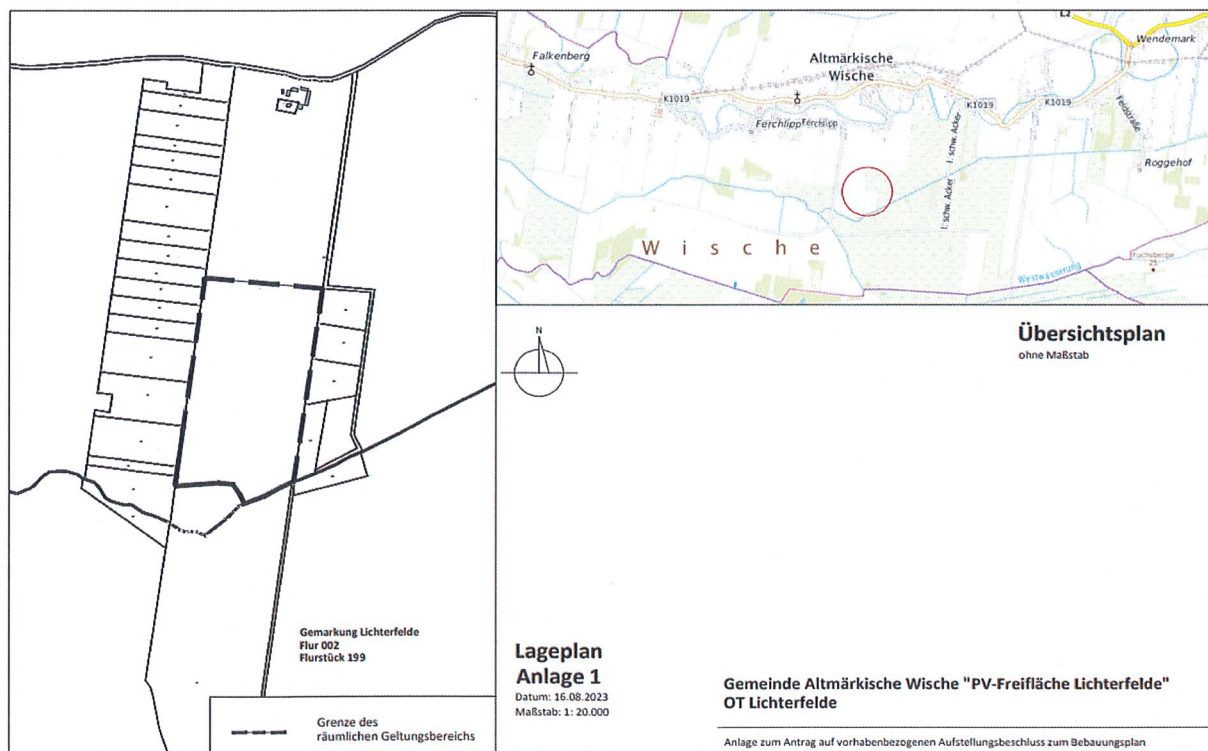 Gemarkung Lichterfelde
Flur 002
Flurstück 199
Grenze des
räumlichen Geltungsbereichs
L2
Wendemark
Falkenberg
Altmärkische
Wische
K1019
K1019
K1019
Ferchlipp
Ferchlipp
Feldstraße
l. schw. Acker
l. schw. Acker
Roggehof
Wische
Fuchsberge
25
Westwässerung
N
Übersichtsplan
ohne Maßstab
Lageplan
Anlage 1
Datum: 16.08.2023
Maßstab: 1: 20.000
Gemeinde Altmärkische Wische "PV-Freifläche Lichterfelde"
OT Lichterfelde
Anlage zum Antrag auf vorhabenbezogenen Aufstellungsbeschluss zum Bebauungsplan